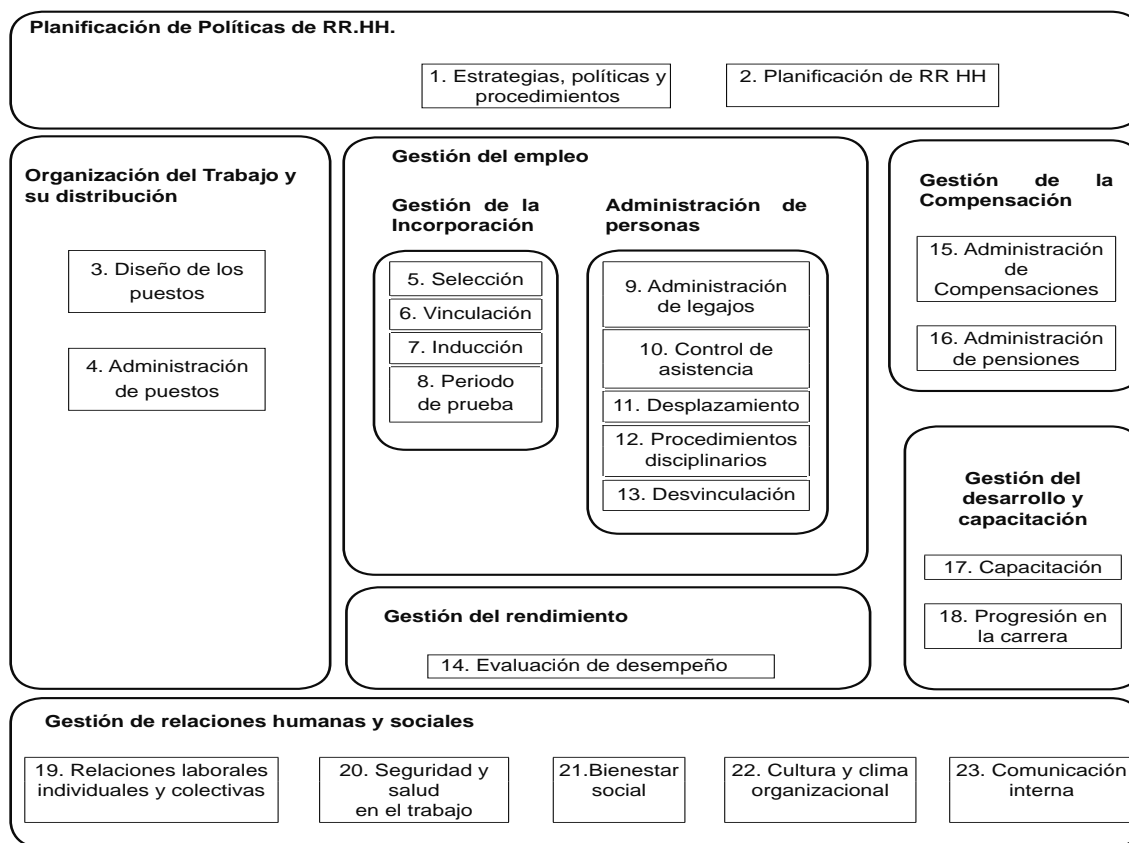 Planificación de Políticas de RR.HH.
1. Estrategias, políticas y
procedimientos
2. Planificación de RR HH
Organización del Trabajo y
su distribución
3. Diseño de los
puestos
4. Administración
de puestos
Gestión del empleo
Gestión de la
Incorporación
5. Selección
6. Vinculación
7. Inducción
8. Periodo
de prueba
Administración de
personas
9. Administración
de legajos
10. Control de
asistencia
11. Desplazamiento
12. Procedimientos
disciplinarios
13. Desvinculación
Gestión del rendimiento
14. Evaluación de desempeño
Gestión de la
Compensación
15. Administración
de
Compensaciones
16. Administración
de pensiones
Gestión del
desarrollo y
capacitación
17. Capacitación
18. Progresión en
la carrera
Gestión de relaciones humanas y sociales
19. Relaciones laborales
individuales y colectivas
20. Seguridad y
salud
en el trabajo
21.Bienestar
social
22. Cultura y clima
organizacional
23. Comunicación
interna